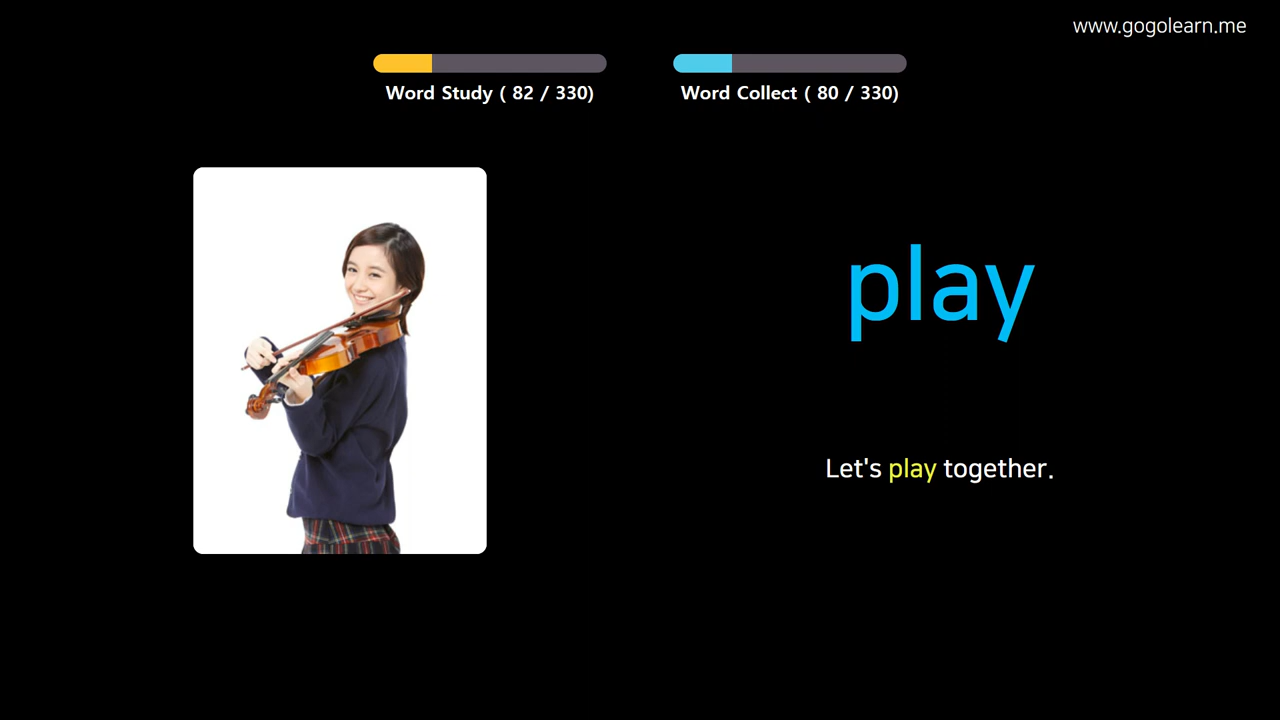 www.gogolearn.me
Word Study ( 82 / 330)
Word Collect ( 80 / 330)
play
Let's play together.